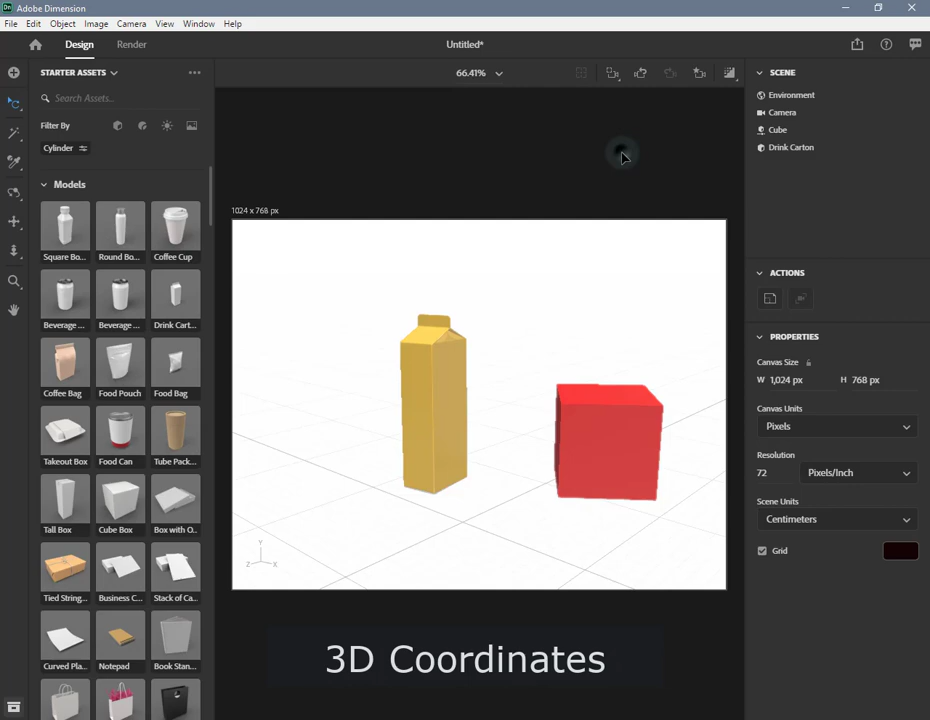 Dn Adobe Dimension
File Edit Object Image Camera View Window Help
Design Render Untitled*
STARTER ASSETS
66.41%
Search Assets...
Filter By
Cylinder
Models
Square Bo... Round Bo... Coffee Cup
Beverage ... Beverage ... Drink Cart...
Coffee Bag Food Pouch Food Bag
Takeout Box Food Can Tube Pack...
Tall Box Cube Box Box with O...
Tied String... Business C... Stack of Ca...
Curved Pla... Notepad Book Stan...
1024 x 768 px
Y
Z X
3D Coordinates
SCENE
Environment
Camera
Cube
Drink Carton
ACTIONS
PROPERTIES
Canvas Size
W 1,024 px H 768 px
Canvas Units
Pixels
Resolution
72 Pixels/Inch
Scene Units
Centimeters
Grid